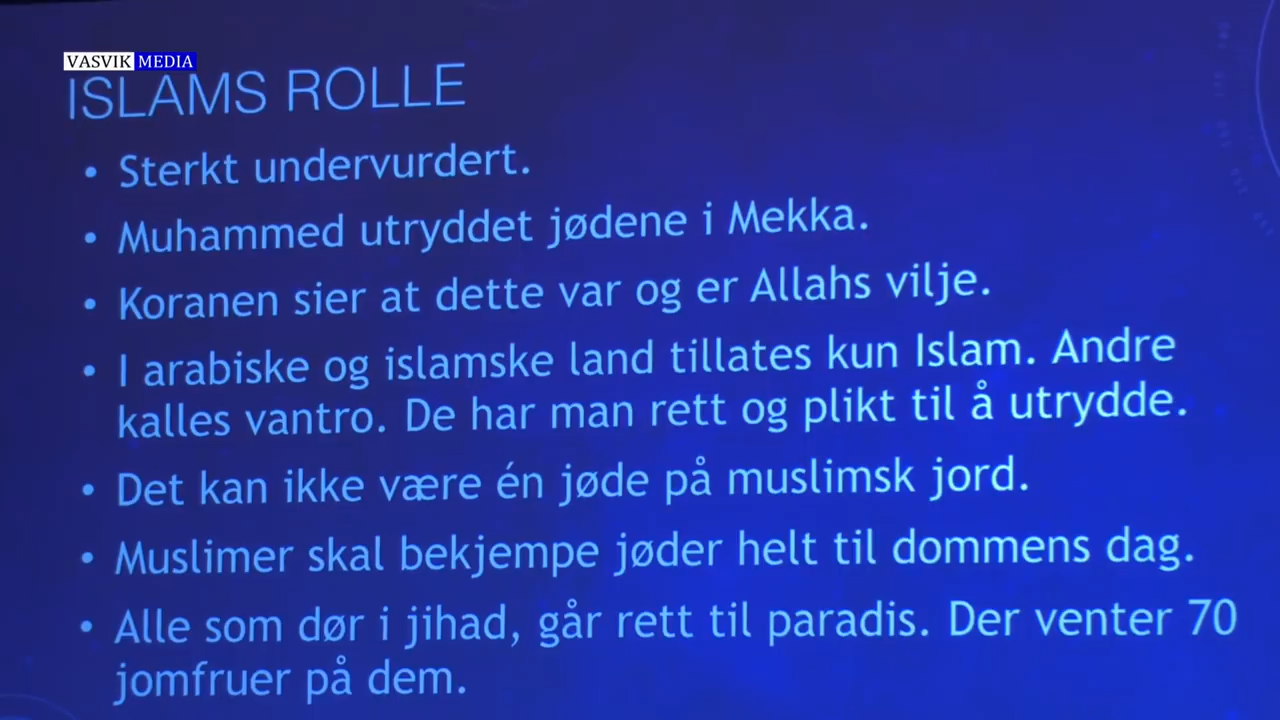 VASVIK MEDIA
ISLAMS ROLLE
• Sterkt undervurdert.
• Muhammed utryddet jødene i Mekka.
• Koranen sier at dette var og er Allahs vilje.
• I arabiske og islamske land tillates kun Islam. Andre
kalles vantro. De har man rett og plikt til å utrydde.
• Det kan ikke være én jøde på muslimsk jord.
• Muslimer skal bekjempe jøder helt til dommens dag.
• Alle som dør i jihad, går rett til paradis. Der venter 70
jomfruer på dem.